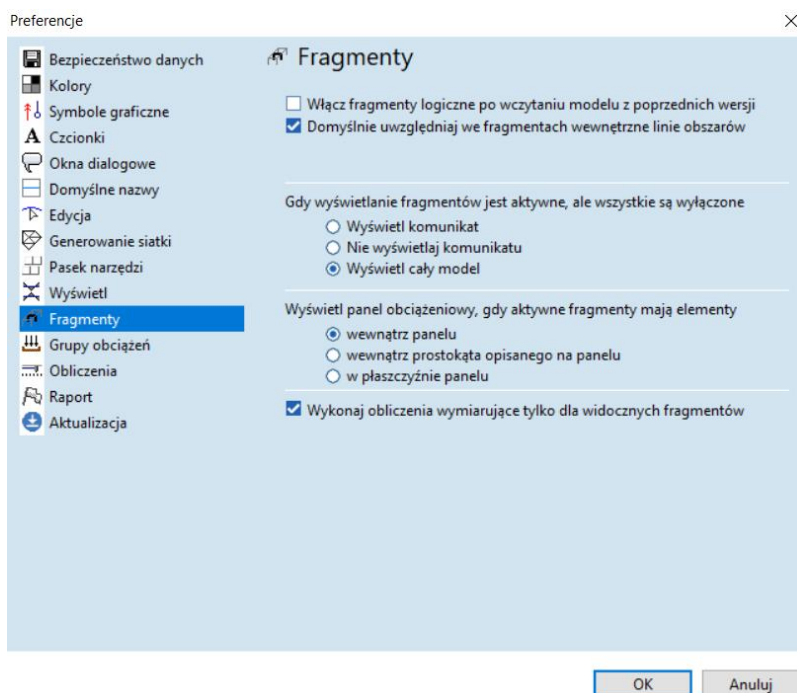 Preferencje
Bezpieczeństwo danych
Kolory
Symbole graficzne
Czcionki
Okna dialogowe
Domyślne nazwy
Edycja
Generowanie siatki
Pasek narzędzi
Wyświetl
Fragmenty
Grupy obciążeń
Obliczenia
Raport
Aktualizacja
Fragmenty
Włącz fragmenty logiczne po wczytaniu modelu z poprzednich wersji
Domyślnie uwzględniaj we fragmentach wewnętrzne linie obszarów
Gdy wyświetlanie fragmentów jest aktywne, ale wszystkie są wyłączone
Wyświetl komunikat
Nie wyświetlaj komunikatu
Wyświetl cały model
Wyświetl panel obciążeniowy, gdy aktywne fragmenty mają elementy
wewnątrz panelu
wewnątrz prostokąta opisanego na panelu
w płaszczyźnie panelu
Wykonaj obliczenia wymiarujące tylko dla widocznych fragmentów
OK
Anuluj